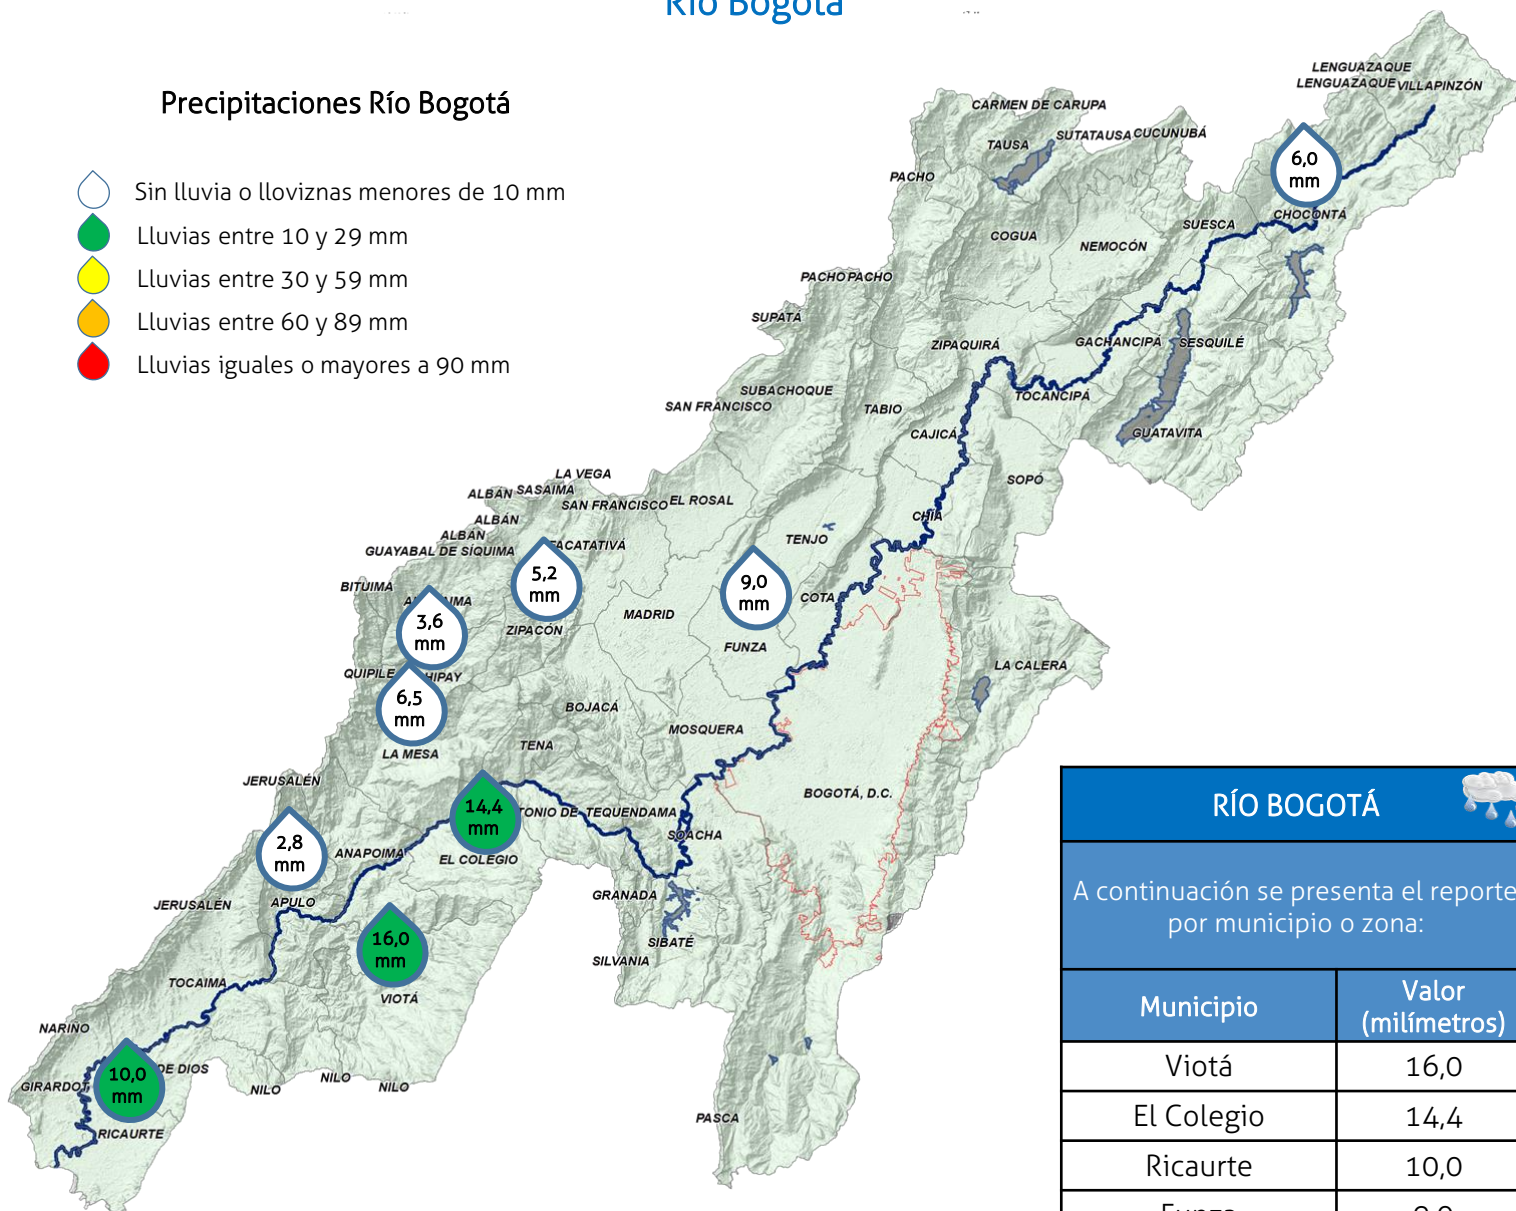 Río Bogotá
Precipitaciones Río Bogotá
Sin lluvia o lloviznas menores de 10 mm
Lluvias entre 10 y 29 mm
Lluvias entre 30 y 59 mm
Lluvias entre 60 y 89 mm
Lluvias iguales o mayores a 90 mm
LENGUAZAQUE
LENGUAZAQUE VILLAPINZÓN
CARMEN DE CARUPA
SUTATAUSA CUCUNUBÁ
TAUSA
6,0
mm
PACHO
CHOCONTÁ
SUESCA
COGUA
NEMOCÓN
PACHO PACHO
SUPATÁ
ZIPAQUIRÁ
GACHANCIPÁ SESQUILÉ
SUBACHOQUE
SAN FRANCISCO
TABIO
TOCANCIPÁ
CAJICÁ
GUATAVITA
LA VEGA
SOPÓ
ALBÁN SASAIMA
SAN FRANCISCO EL ROSAL
ALBÁN
CHÍA
ALBÁN
TENJO
GUAYABAL DE SÍQUIMA
FACATATIVÁ
5,2
mm
9,0
mm
BITUIMA
COTA
MADRID
3,6
mm
ZIPACÓN
FUNZA
LA CALERA
QUIPILE
HIPAY
6,5
mm
BOJACÁ
MOSQUERA
TENA
LA MESA
JERUSALÉN
BOGOTÁ, D.C.
14,4
mm
TONIO DE TEQUENDAMA
SOACHA
2,8
mm
ANAPOIMA
EL COLEGIO
GRANADA
APULO
JERUSALÉN
16,0
mm
SIBATÉ
SILVANIA
TOCAIMA
VIOTÁ
NARIÑO
DE DIOS
10,0
mm
GIRARDOT
NILO
NILO
NILO
PASCA
RICAURTE
RÍO BOGOTÁ
A continuación se presenta el reporte
por municipio o zona:
Municipio
Valor
(milímetros)
Viotá 16,0
El Colegio 14,4
Ricaurte 10,0
Funza 9,0